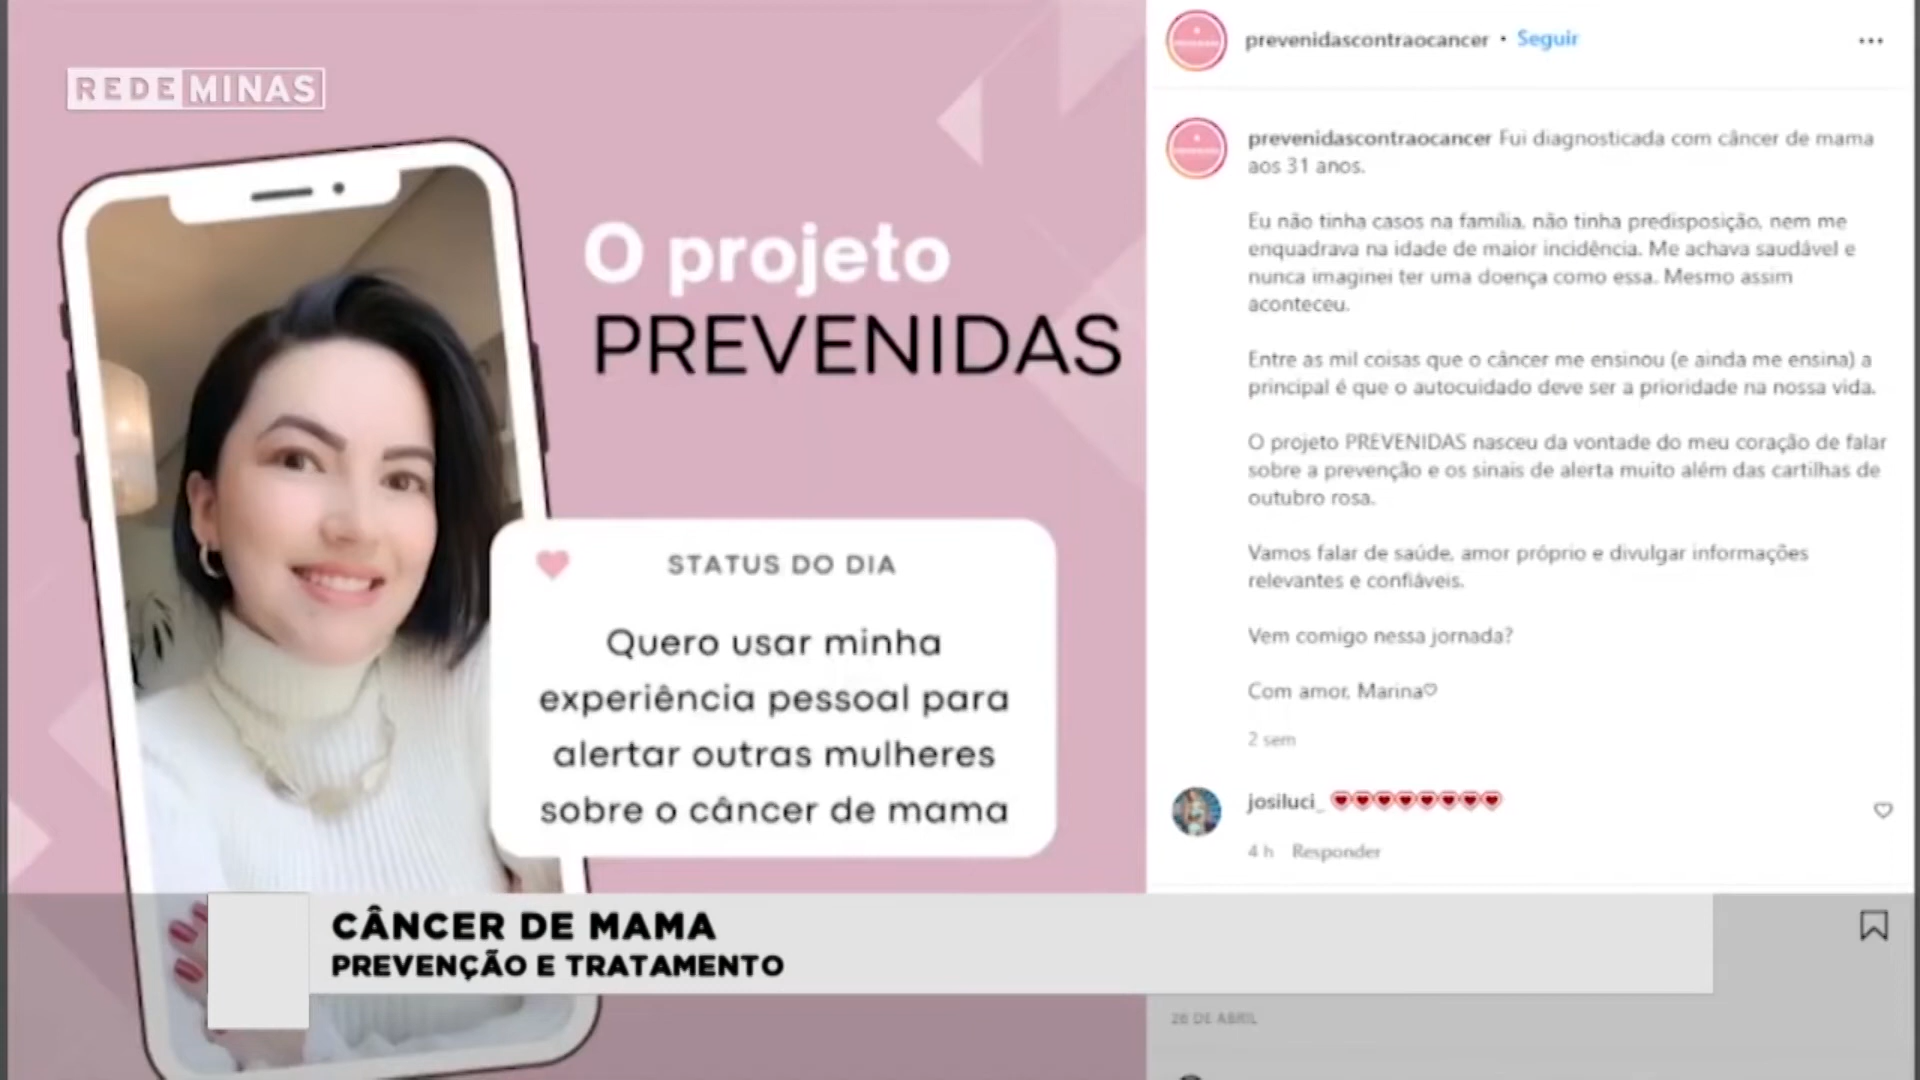 REDE MINAS
O projeto
PREVENIDAS
STATUS DO DIA
Quero usar minha
experiência pessoal para
alertar outras mulheres
sobre o câncer de mama
prevenidascontraocancer • Seguir
prevenidascontraocancer Fui diagnosticada com câncer de mama
aos 31 anos.
Eu não tinha casos na família, não tinha predisposição, nem me
enquadrava na idade de maior incidência. Me achava saudável e
nunca imaginei ter uma doença como essa. Mesmo assim
aconteceu.
Entre as mil coisas que o câncer me ensinou (e ainda me ensina) a
principal é que o autocuidado deve ser a prioridade na nossa vida.
O projeto PREVENIDAS nasceu da vontade do meu coração de falar
sobre a prevenção e os sinais de alerta muito além das cartilhas de
outubro rosa.
Vamos falar de saúde, amor próprio e divulgar informações
relevantes e confiáveis.
Vem comigo nessa jornada?
Com amor, Marina♡
2 sem
josiluci_
4 h Responder
CÂNCER DE MAMA
PREVENÇÃO E TRATAMENTO
26 DE ABRIL